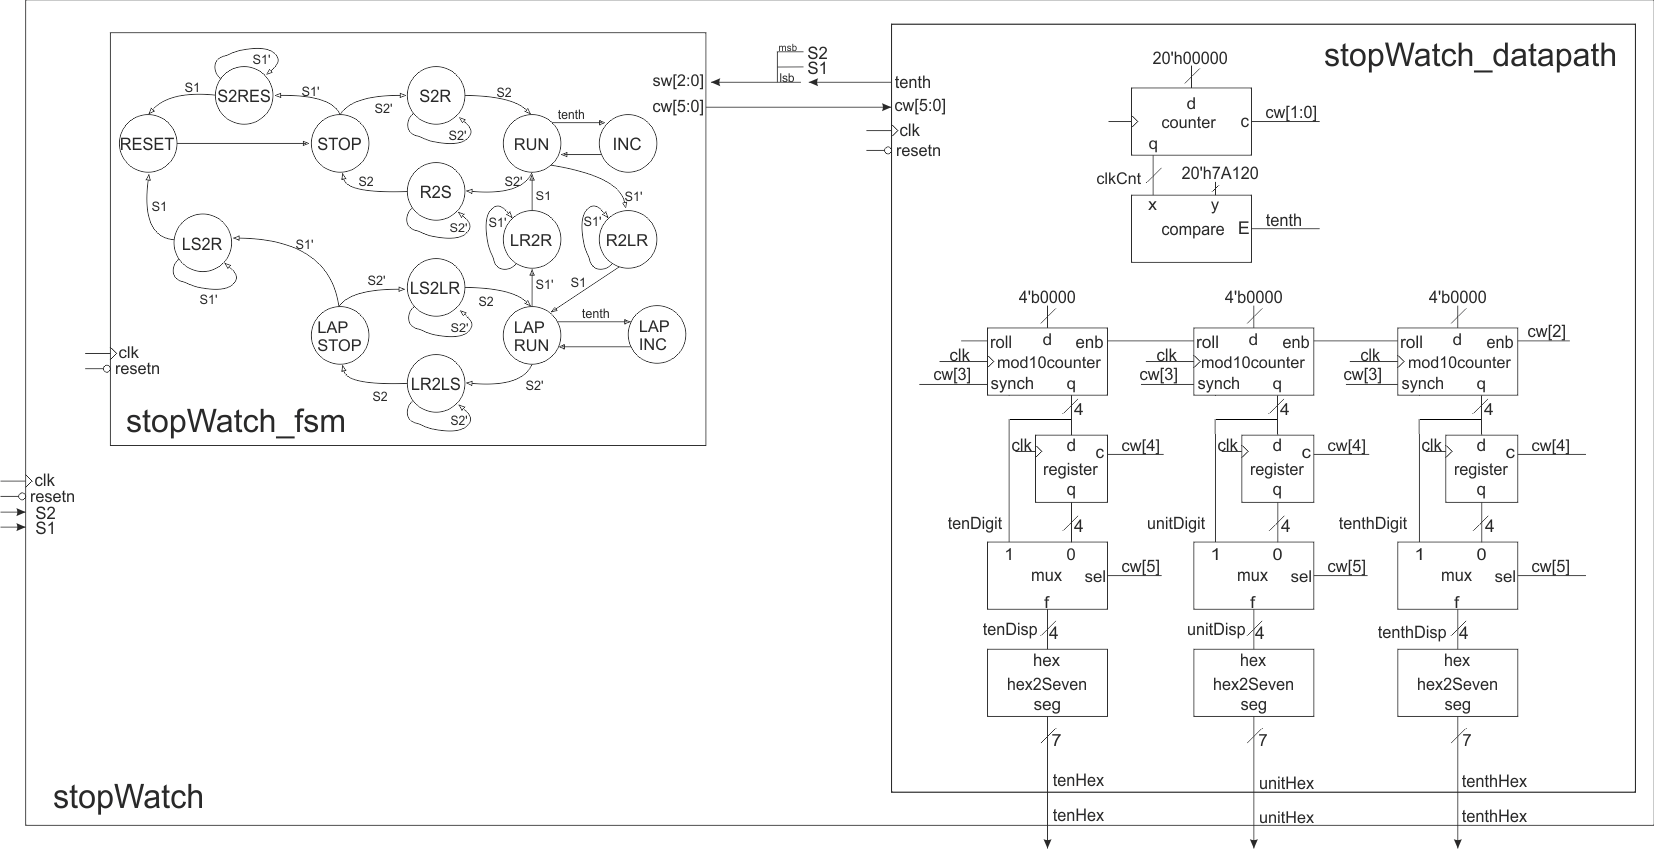 stopWatch_datapath
20'h00000
d
counter
c
cw[1:0]
q
clkCnt
20'h7A120
x
y
compare
E
tenth
msb
S2
S1
lsb
sw[2:0]
cw[5:0]
tenth
cw[5:0]
clk
resetn
S1'
S2RES
S1
S1'
S2'
S2R
S2
S2'
tenth
RESET
STOP
RUN
INC
S2
R2S
S2'
S2'
S1'
S1
S1
S1'
S1'
LS2R
S1'
S1'
LR2R
R2LR
S1'
S1
S2'
LS2LR
S2
S2'
LAP
STOP
LAP
RUN
tenth
LAP
INC
LR2LS
S2
S2'
S2'
clk
resetn
stopWatch_fsm
clk
resetn
S2
S1
4'b0000
4'b0000
4'b0000
roll d enb
roll d enb
roll d enb
cw[2]
clk
mod10counter
clk
mod10counter
clk
mod10counter
cw[3]
synch q
cw[3]
synch q
cw[3]
synch q
4
4
4
clk
d
c
cw[4]
clk
d
c
cw[4]
clk
d
c
cw[4]
register
register
register
q
q
q
tenDigit
4
unitDigit
4
tenthDigit
4
1 0
1 0
1 0
mux sel
cw[5]
mux sel
cw[5]
mux sel
cw[5]
f
f
f
tenDisp
4
unitDisp
4
tenthDisp
4
hex
hex
hex
hex2Seven
hex2Seven
hex2Seven
seg
seg
seg
7
7
7
tenHex
unitHex
tenthHex
stopWatch
tenHex
unitHex
tenthHex